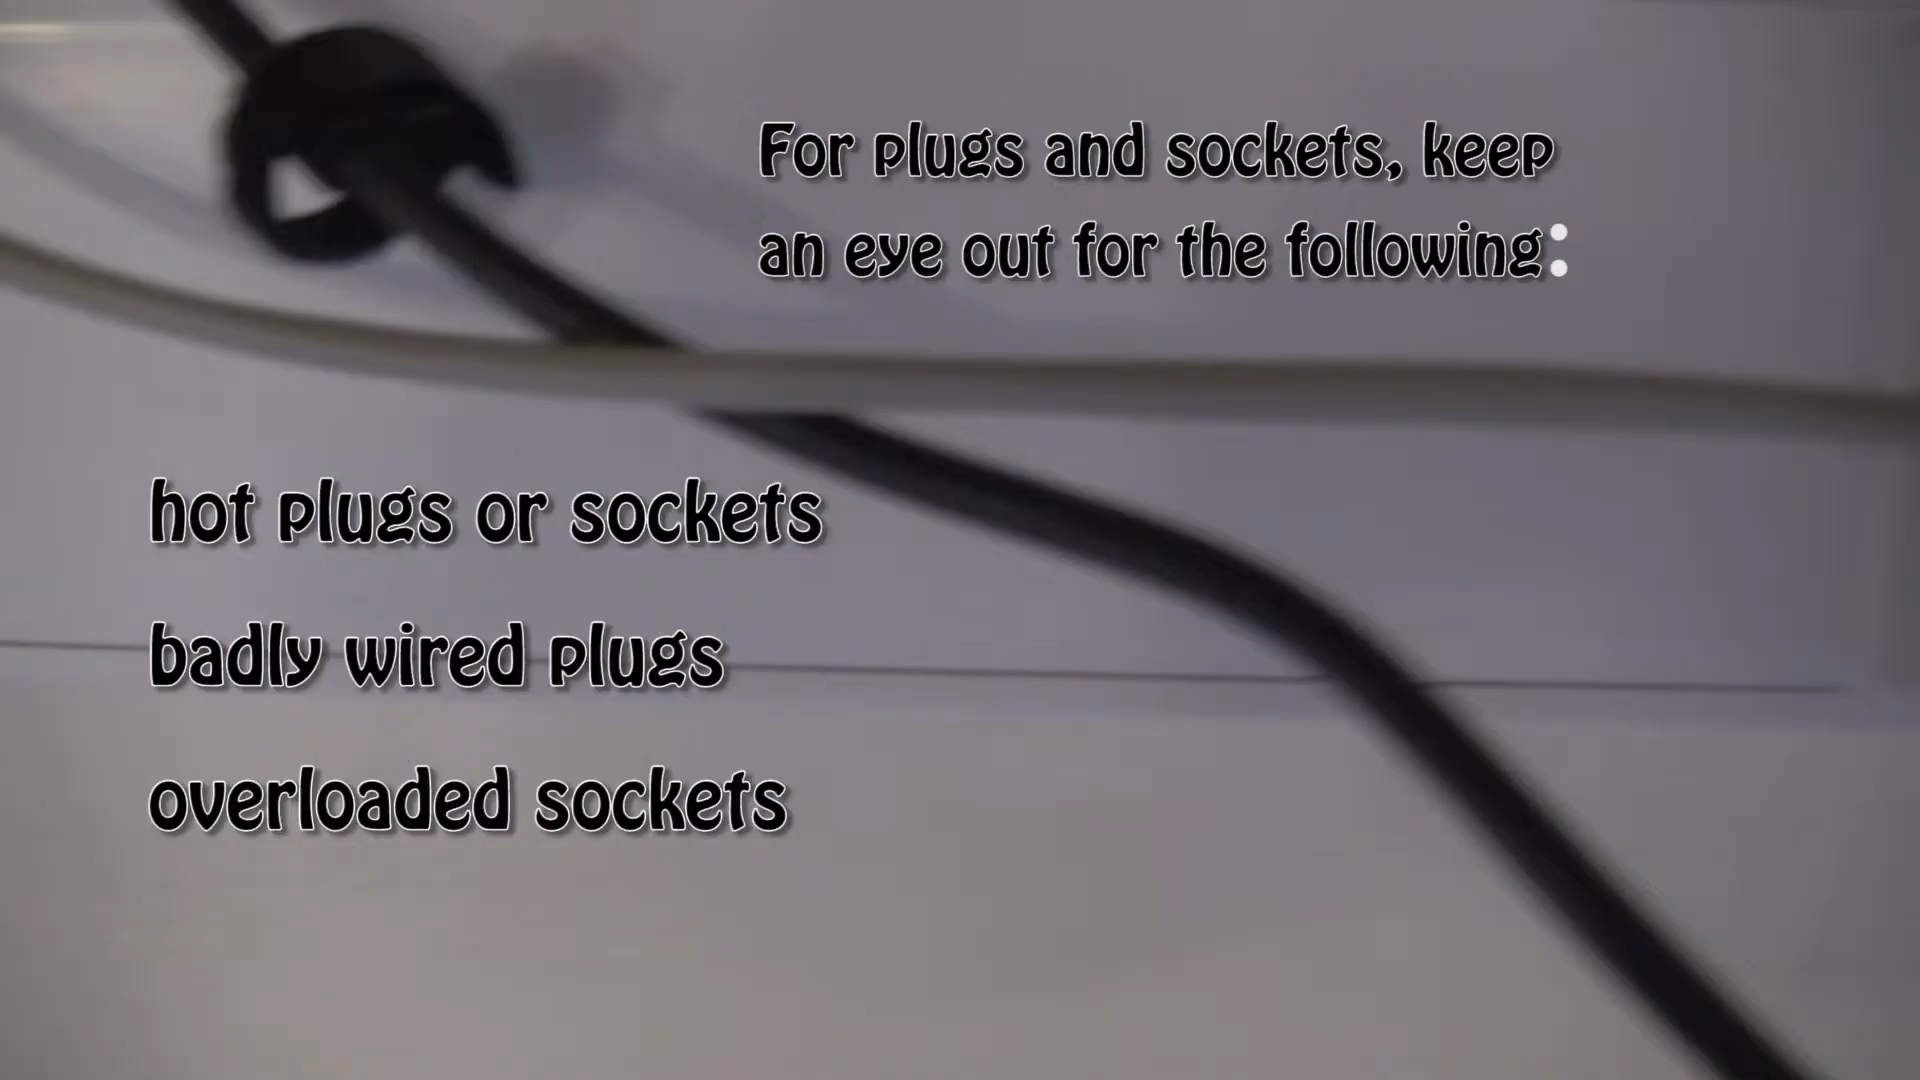 For plugs and sockets, keep
an eye out for the following:
hot plugs or sockets
badly wired plugs
overloaded sockets